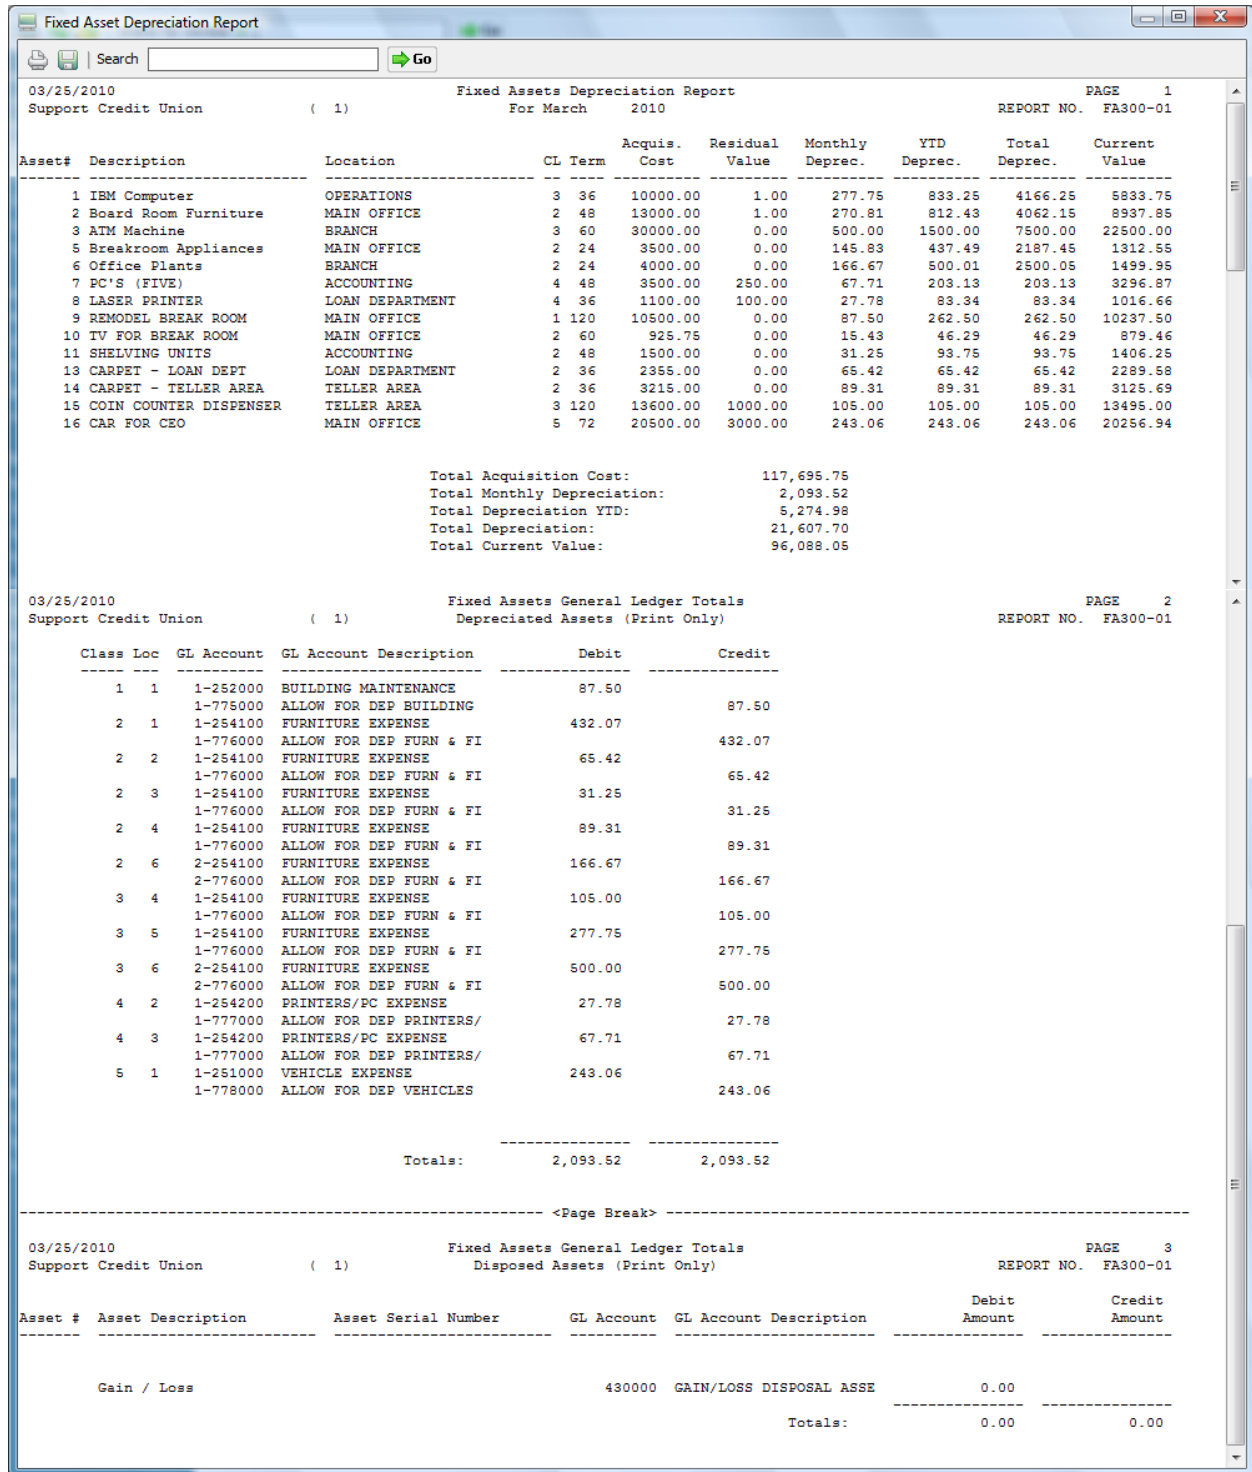 Fixed Asset Depreciation Report
Search Go
03/25/2010 Fixed Assets Depreciation Report PAGE 1
Support Credit Union ( 1) For March 2010 REPORT NO. FA300-01
Acquis. Residual Monthly YTD Total Current
Asset# Description Location CL Term Cost Value Deprec. Deprec. Deprec. Value
1 IBM Computer OPERATIONS 3 36 10000.00 1.00 277.75 833.25 4166.25 5833.75
2 Board Room Furniture MAIN OFFICE 2 48 13000.00 1.00 270.81 812.43 4062.15 8937.85
3 ATM Machine BRANCH 3 60 30000.00 0.00 500.00 1500.00 7500.00 22500.00
5 Breakroom Appliances MAIN OFFICE 2 24 3500.00 0.00 145.83 437.49 2187.45 1312.55
6 Office Plants BRANCH 2 24 4000.00 0.00 166.67 500.01 2500.05 1499.95
7 PC'S (FIVE) ACCOUNTING 4 48 3500.00 250.00 67.71 203.13 203.13 3296.87
8 LASER PRINTER LOAN DEPARTMENT 4 36 1100.00 100.00 27.78 83.34 83.34 1016.66
9 REMODEL BREAK ROOM MAIN OFFICE 1 120 10500.00 0.00 87.50 262.50 262.50 10237.50
10 TV FOR BREAK ROOM MAIN OFFICE 2 60 925.75 0.00 15.43 46.29 46.29 879.46
11 SHELVING UNITS ACCOUNTING 2 48 1500.00 0.00 31.25 93.75 93.75 1406.25
13 CARPET - LOAN DEPT LOAN DEPARTMENT 2 36 2355.00 0.00 65.42 65.42 65.42 2289.58
14 CARPET - TELLER AREA TELLER AREA 2 36 3215.00 0.00 89.31 89.31 89.31 3125.69
15 COIN COUNTER DISPENSER TELLER AREA 3 120 13600.00 1000.00 105.00 105.00 105.00 13495.00
16 CAR FOR CEO MAIN OFFICE 5 72 20500.00 3000.00 243.06 243.06 243.06 20256.94
Total Acquisition Cost: 117,695.75
Total Monthly Depreciation: 2,093.52
Total Depreciation YTD: 5,274.98
Total Depreciation: 21,607.70
Total Current Value: 96,088.05
03/25/2010 Fixed Assets General Ledger Totals PAGE 2
Support Credit Union ( 1) Depreciated Assets (Print Only) REPORT NO. FA300-01
Class Loc GL Account GL Account Description Debit Credit
1 1 1-252000 BUILDING MAINTENANCE 87.50
1-775000 ALLOW FOR DEP BUILDING 87.50
2 1 1-254100 FURNITURE EXPENSE 432.07
1-776000 ALLOW FOR DEP FURN & FI 432.07
2 2 1-254100 FURNITURE EXPENSE 65.42
1-776000 ALLOW FOR DEP FURN & FI 65.42
2 3 1-254100 FURNITURE EXPENSE 31.25
1-776000 ALLOW FOR DEP FURN & FI 31.25
2 4 1-254100 FURNITURE EXPENSE 89.31
1-776000 ALLOW FOR DEP FURN & FI 89.31
2 6 2-254100 FURNITURE EXPENSE 166.67
2-776000 ALLOW FOR DEP FURN & FI 166.67
3 4 1-254100 FURNITURE EXPENSE 105.00
1-776000 ALLOW FOR DEP FURN & FI 105.00
3 5 1-254100 FURNITURE EXPENSE 277.75
1-776000 ALLOW FOR DEP FURN & FI 277.75
3 6 2-254100 FURNITURE EXPENSE 500.00
2-776000 ALLOW FOR DEP FURN & FI 500.00
4 2 1-254200 PRINTERS/PC EXPENSE 27.78
1-777000 ALLOW FOR DEP PRINTERS/ 27.78
4 3 1-254200 PRINTERS/PC EXPENSE 67.71
1-777000 ALLOW FOR DEP PRINTERS/ 67.71
5 1 1-251000 VEHICLE EXPENSE 243.06
1-778000 ALLOW FOR DEP VEHICLES 243.06
Totals: 2,093.52 2,093.52
<Page Break>
03/25/2010 Fixed Assets General Ledger Totals PAGE 3
Support Credit Union ( 1) Disposed Assets (Print Only) REPORT NO. FA300-01
Debit Credit
Asset # Asset Description Asset Serial Number GL Account GL Account Description Amount Amount
Gain / Loss 430000 GAIN/LOSS DISPOSAL ASSE 0.00
Totals: 0.00 0.00